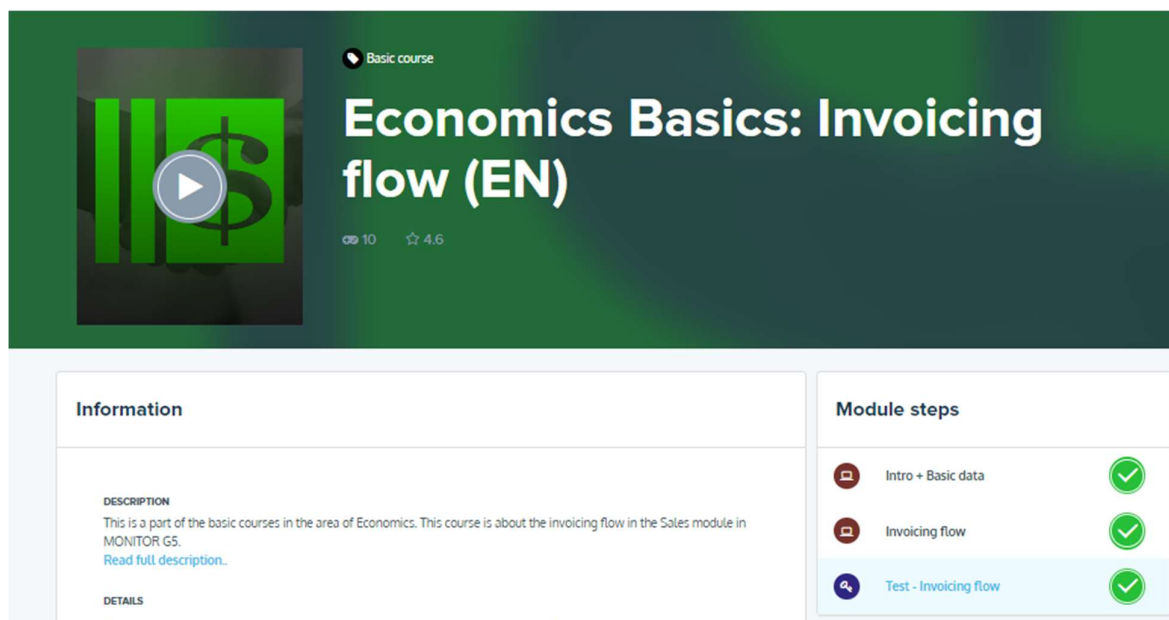 Basic course
Economics Basics: Invoicing
flow (EN)
10 4.6
Information
DESCRIPTION
This is a part of the basic courses in the area of Economics. This course is about the invoicing flow in the Sales module in
MONITOR G5.
Read full description..
DETAILS
Module steps
Intro + Basic data
Invoicing flow
Test - Invoicing flow